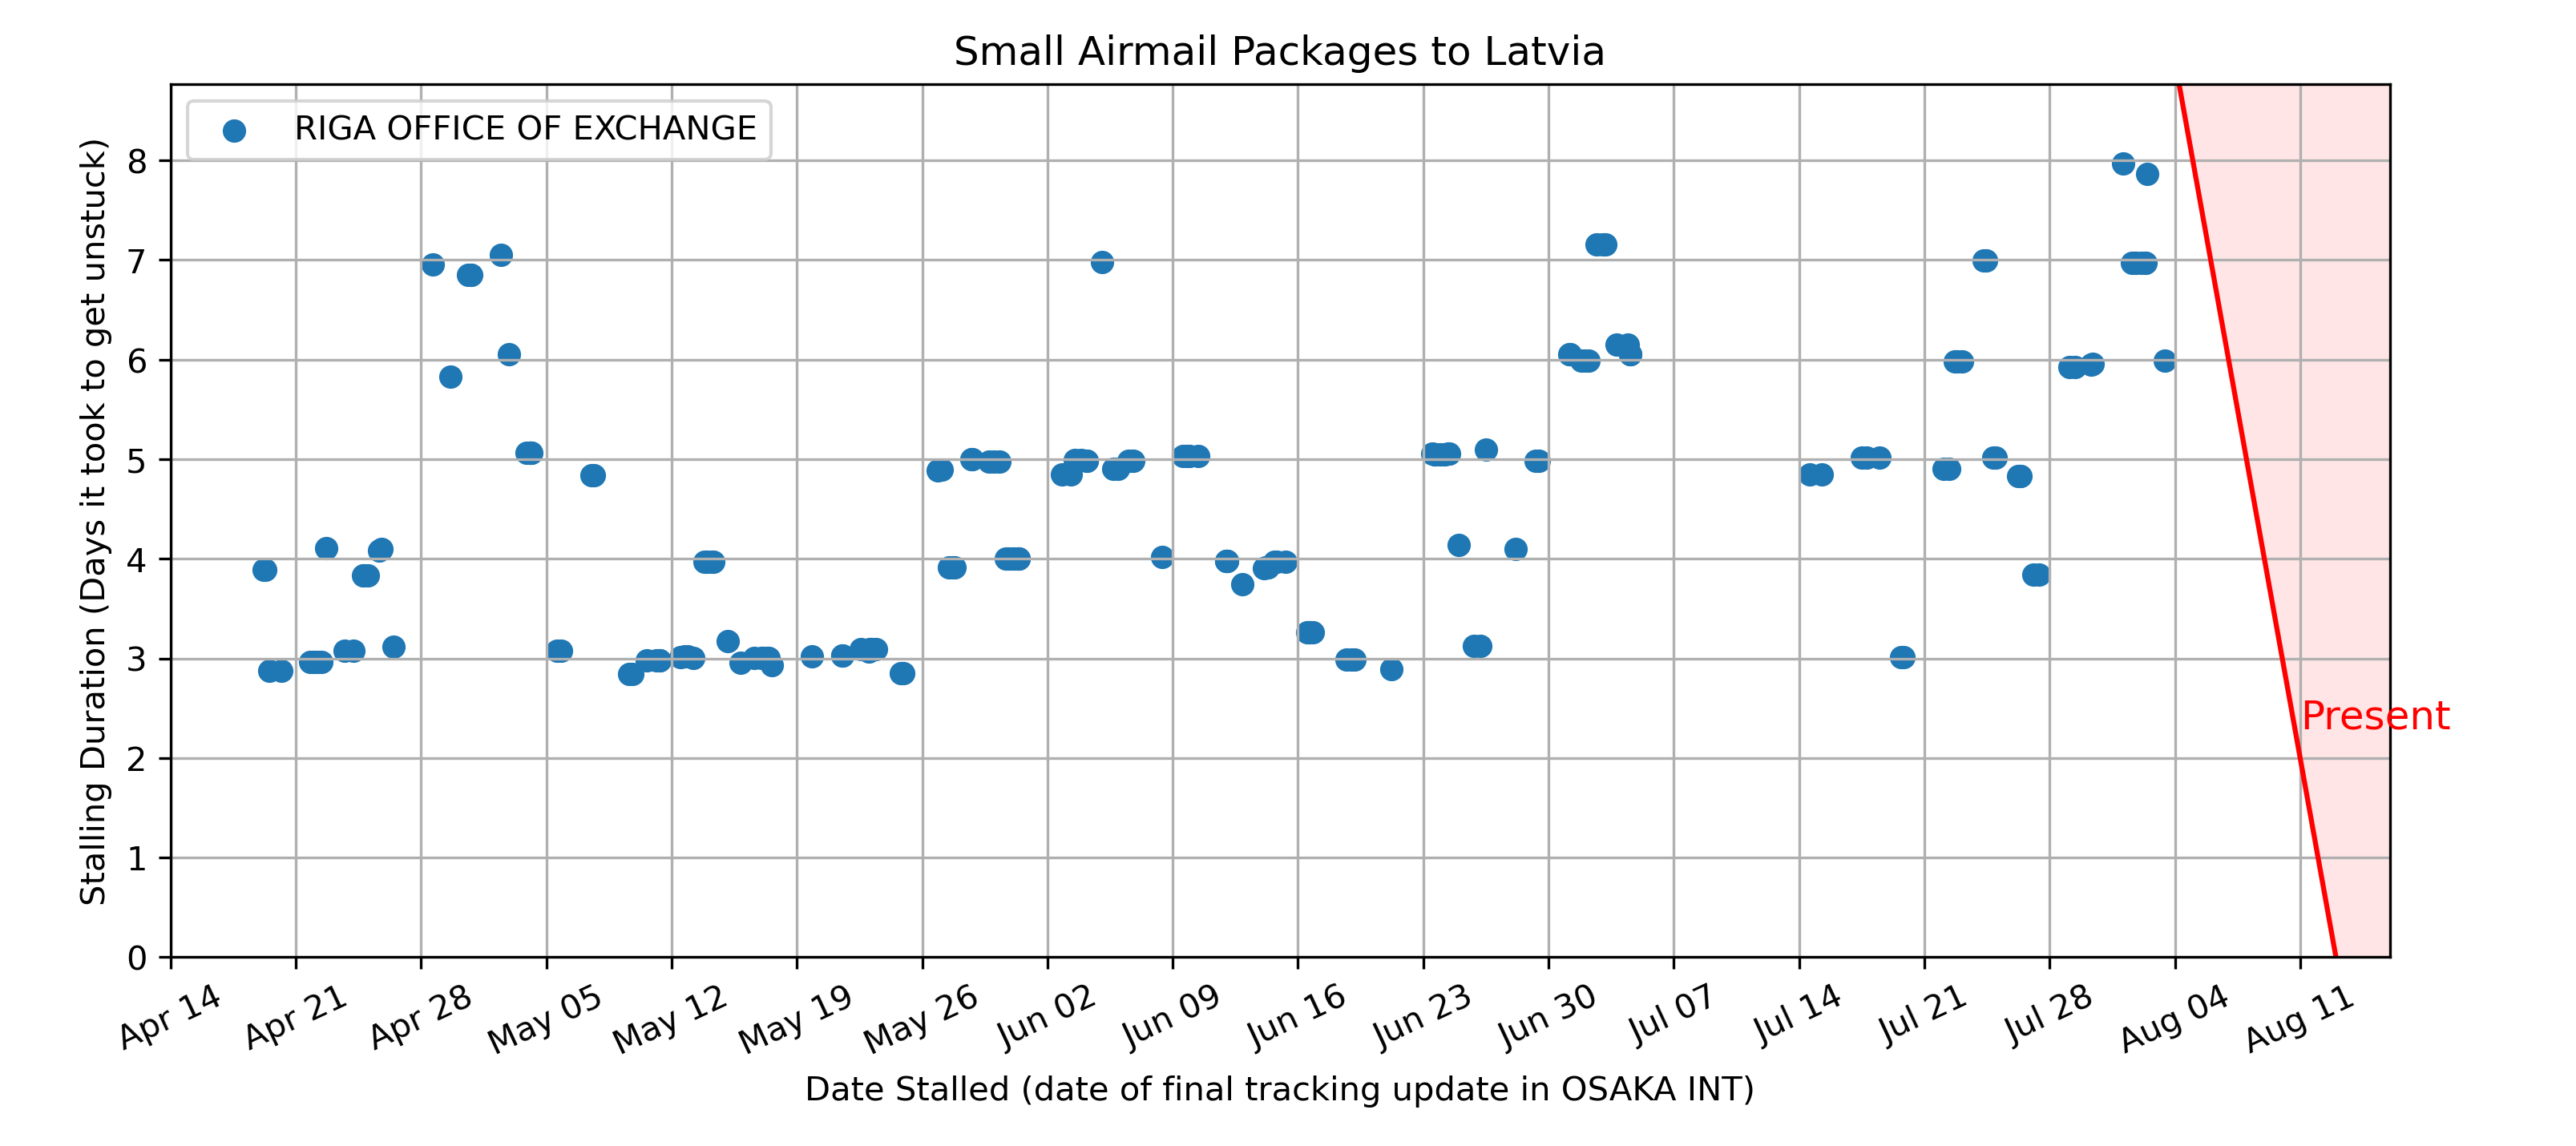 Small Airmail Packages to Latvia
RIGA OFFICE OF EXCHANGE
Stalling Duration (Days it took to get unstuck)
8
7
6
5
4
3
2
1
0
Present
Apr 14
Apr 21
Apr 28
May 05
May 12
May 19
May 26
Jun 02
Jun 09
Jun 16
Jun 23
Jun 30
Jul 07
Jul 14
Jul 21
Jul 28
Aug 04
Aug 11
Date Stalled (date of final tracking update in OSAKA INT)